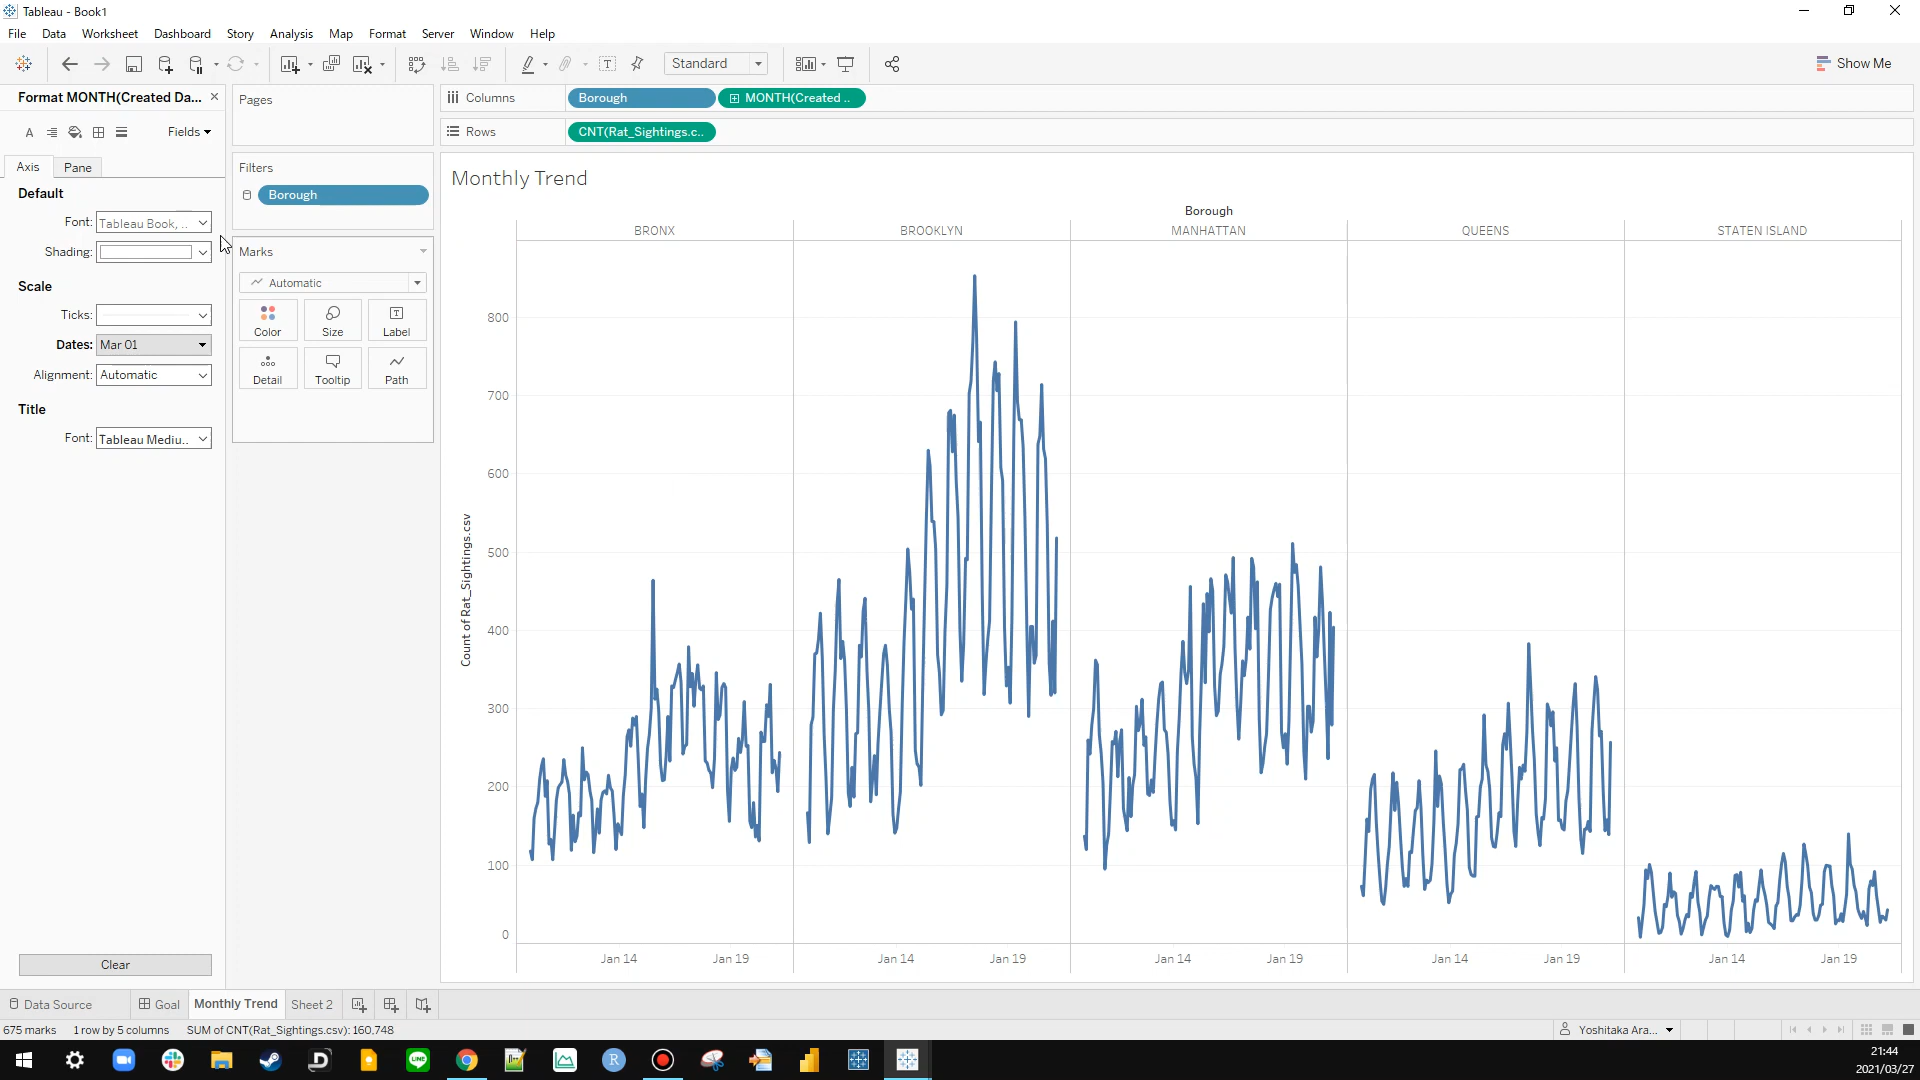 Tableau - Book1
File Data Worksheet Dashboard Story Analysis Map Format Server Window Help
Standard
Show Me
Format MONTH(Created Da...
Fields
Axis Pane
Default
Font: Tableau Book, ..
Shading:
Scale
Ticks:
Dates: Mar 01
Alignment: Automatic
Title
Font: Tableau Mediu..
Clear
Pages
Filters
Borough
Marks
Automatic
Color Size Label
Detail Tooltip Path
Columns Borough MONTH(Created ..
Rows CNT(Rat_Sightings.c..
Monthly Trend
Borough
BRONX BROOKLYN MANHATTAN QUEENS STATEN ISLAND
800
700
600
500
400
300
200
100
0
Count of Rat_Sightings.csv
Jan 14 Jan 19 Jan 14 Jan 19 Jan 14 Jan 19 Jan 14 Jan 19 Jan 14 Jan 19
Data Source Goal Monthly Trend Sheet 2
675 marks 1 row by 5 columns SUM of CNT(Rat_Sightings.csv): 160,748
Yoshitaka Ara...
LINE
R
21:44
2021/03/27